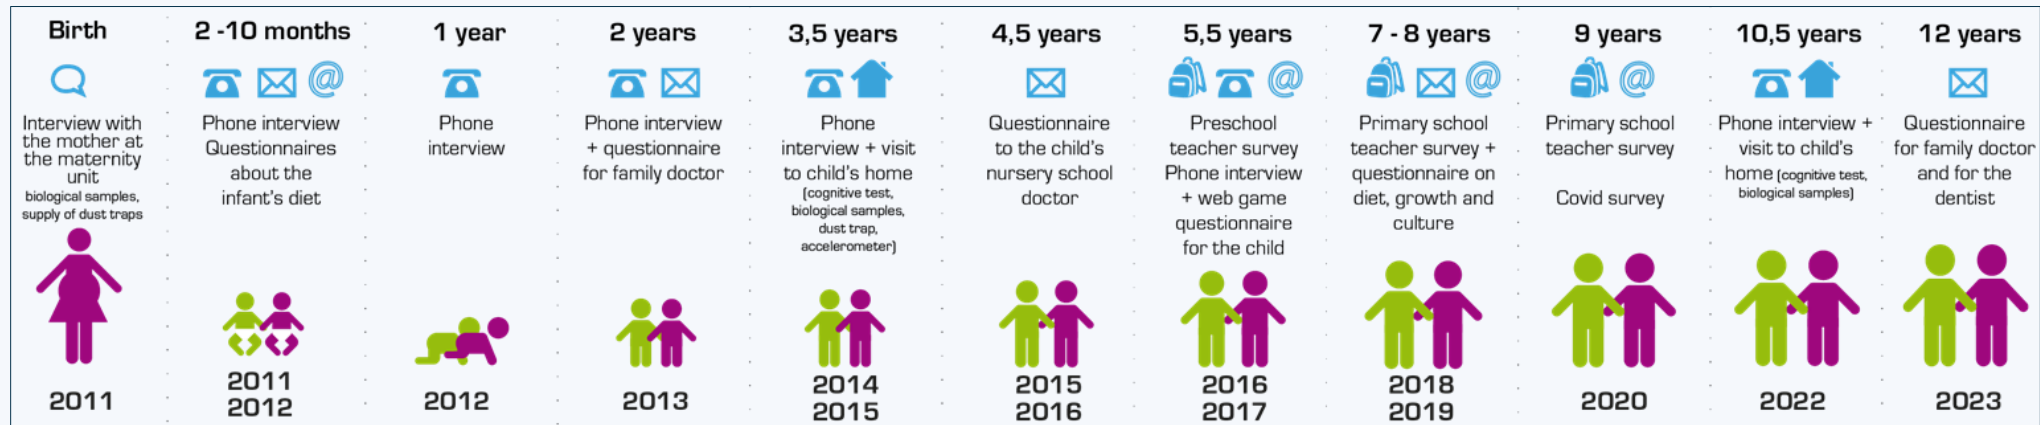 Birth
Interview with
the mother at
the maternity
unit
biological samples,
supply of dust traps
2011
2 -10 months
@
Phone interview
Questionnaires
about the
infant's diet
2011
2012
1 year
Phone
interview
2012
2 years
Phone interview
+ questionnaire
for family doctor
2013
3,5 years
Phone
interview + visit
to child's home
(cognitive test,
biological samples,
dust trap,
accelerometer)
2014
2015
4,5 years
Questionnaire
to the child's
nursery school
doctor
2015
2016
5,5 years
@
Preschool
teacher survey
Phone interview
+ web game
questionnaire
for the child
2016
2017
7 - 8 years
@
Primary school
teacher survey +
questionnaire on
diet, growth and
culture
2018
2019
9 years
@
Primary school
teacher survey
Covid survey
2020
10,5 years
Phone interview +
visit to child's
home (cognitive test,
biological samples)
2022
12 years
Questionnaire
for family doctor
and for the
dentist
2023